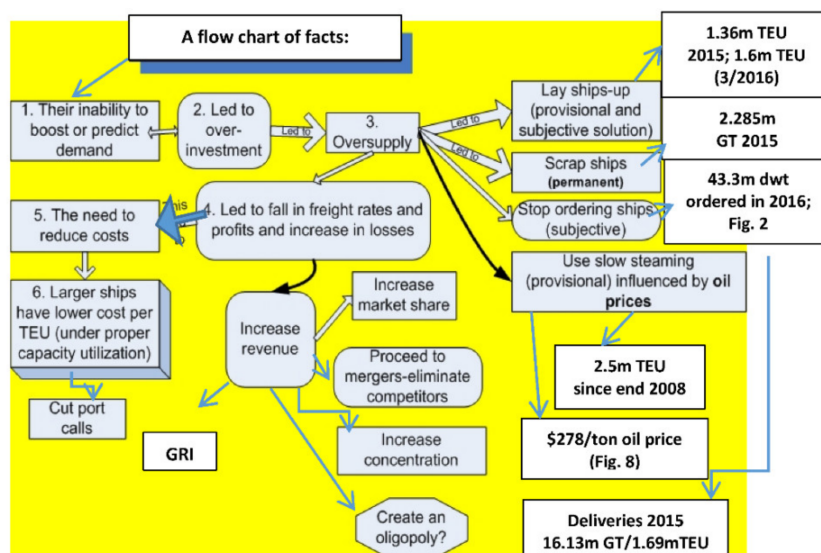 A flow chart of facts:
1. Their inability to
boost or predict
demand
2. Led to
over-
investment
Led to
3.
Oversupply
Led to
Lay ships-up
(provisional and
subjective solution)
1.36m TEU
2015; 1.6m TEU
(3/2016)
Led to
Scrap ships
(permanent)
2.285m
GT 2015
Stop ordering ships
(subjective)
43.3m dwt
ordered in 2016;
Fig. 2
5. The need to
reduce costs
This
4. Led to fall in freight rates and
profits and increase in losses
Use slow steaming
(provisional) influenced by oil
prices
6. Larger ships
have lower cost per
TEU (under proper
capacity utilization)
Increase
revenue
Increase
market share
Proceed to
mergers-eliminate
competitors
2.5m TEU
since end 2008
Cut port
calls
GRI
Increase
concentration
$278/ton oil price
(Fig. 8)
Create an
oligopoly?
Deliveries 2015
16.13m GT/1.69mTEU